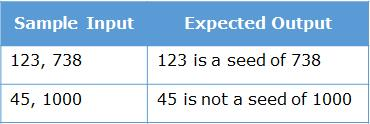 Sample Input Expected Output
123, 738 123 is a seed of 738
45, 1000 45 is not a seed of 1000